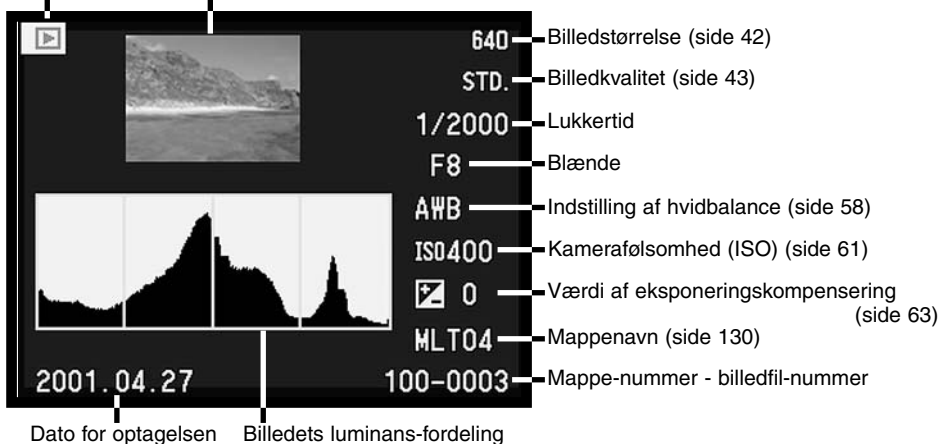 640 Billedstørrelse (side 42)
STD. Billedkvalitet (side 43)
1/2000 Lukkertid
F8 Blænde
AWB Indstilling af hvidbalance (side 58)
ISO400 Kamerafølsomhed (ISO) (side 61)
0 Værdi af eksponeringskompensering
(side 63)
MLT04 Mappenavn (side 130)
2001.04.27 100-0003 Mappe-nummer - billedfil-nummer
Dato for optagelsen Billedets luminans-fordeling